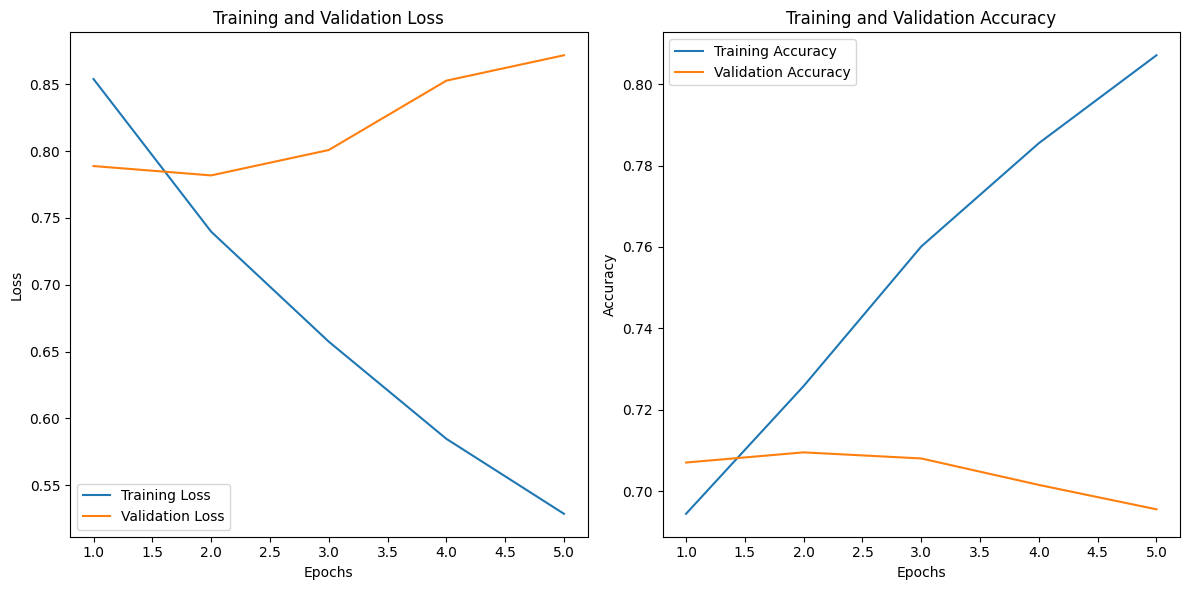 Training and Validation Loss
0.85
0.80
0.75
0.70
0.65
0.60
0.55
Loss
Training Loss
Validation Loss
1.0 1.5 2.0 2.5 3.0 3.5 4.0 4.5 5.0
Epochs
Training and Validation Accuracy
Training Accuracy
Validation Accuracy
0.80
0.78
0.76
0.74
0.72
0.70
Accuracy
1.0 1.5 2.0 2.5 3.0 3.5 4.0 4.5 5.0
Epochs